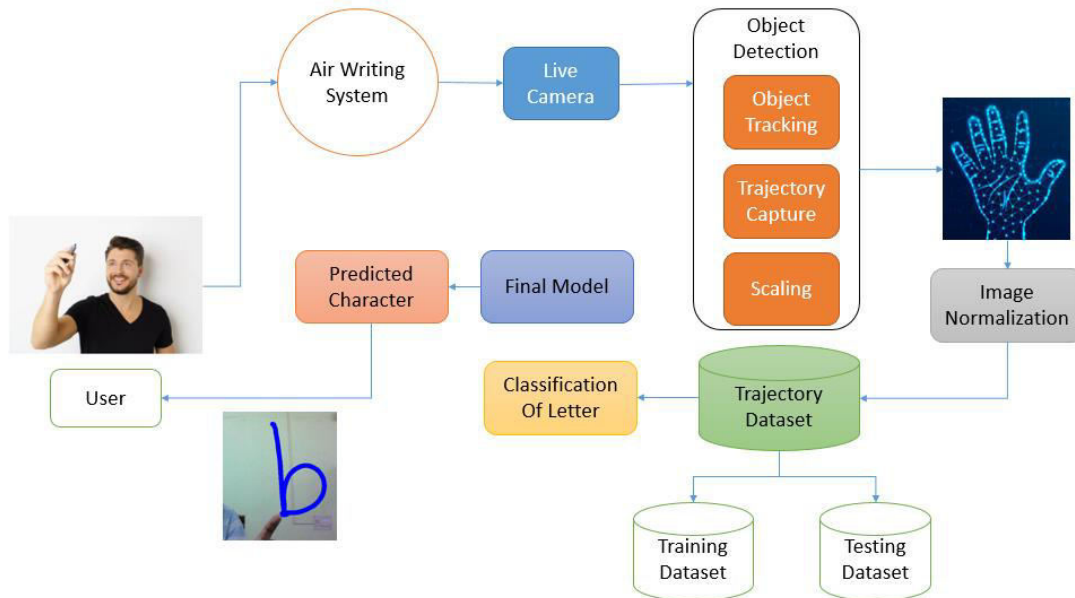 Air Writing
System
Live
Camera
Object
Detection
Object
Tracking
Trajectory
Capture
Scaling
Image
Normalization
Predicted
Character
Final Model
User
b
Classification
Of Letter
Trajectory
Dataset
Training
Dataset
Testing
Dataset